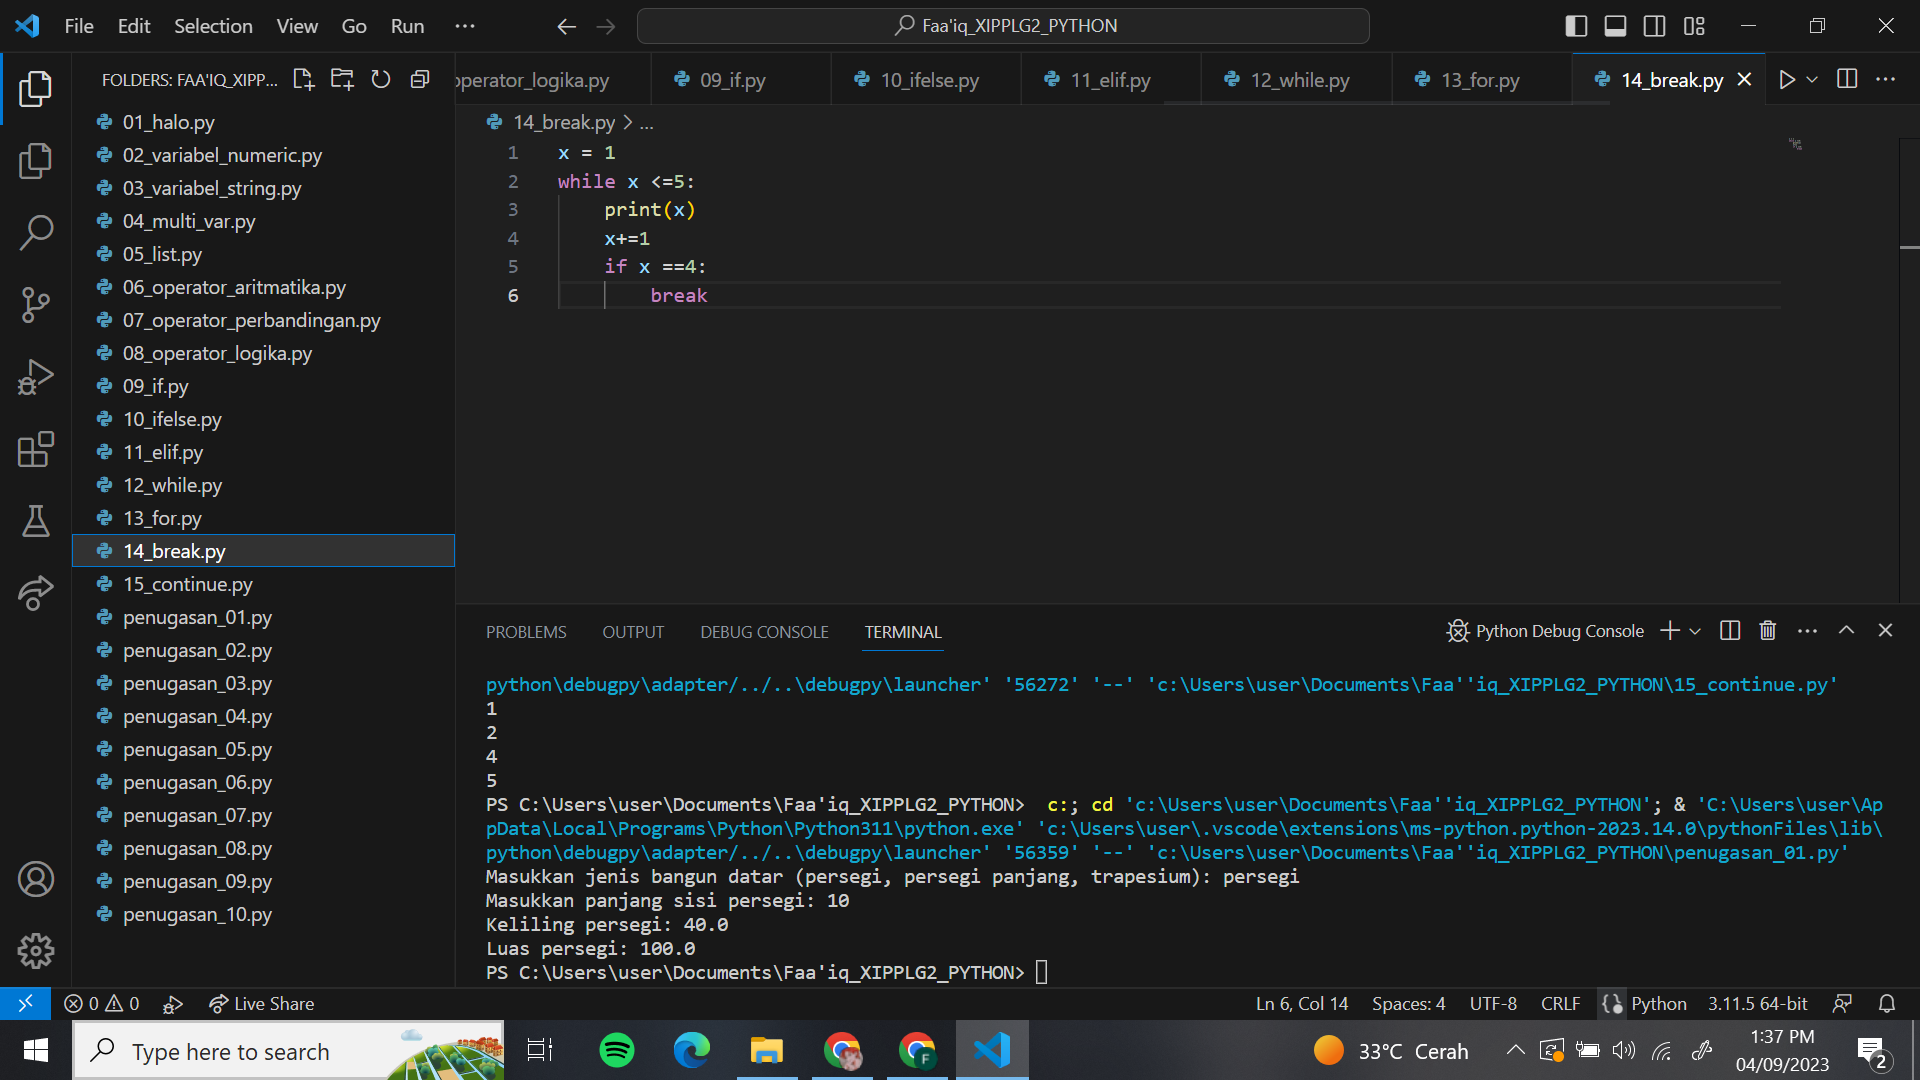 File Edit Selection View Go Run ...
Faa'iq_XIPPLG2_PYTHON
FOLDERS: FAA'IQ_XIPP...
operator_logika.py 09_if.py 10_ifelse.py 11_elif.py 12_while.py 13_for.py 14_break.py
01_halo.py
02_variabel_numeric.py
03_variabel_string.py
04_multi_var.py
05_list.py
06_operator_aritmatika.py
07_operator_perbandingan.py
08_operator_logika.py
09_if.py
10_ifelse.py
11_elif.py
12_while.py
13_for.py
14_break.py
15_continue.py
penugasan_01.py
penugasan_02.py
penugasan_03.py
penugasan_04.py
penugasan_05.py
penugasan_06.py
penugasan_07.py
penugasan_08.py
penugasan_09.py
penugasan_10.py
14_break.py > ...
1 x = 1
2 while x <=5:
3 print(x)
4 x+=1
5 if x ==4:
6 break
PROBLEMS OUTPUT DEBUG CONSOLE TERMINAL
Python Debug Console
python\debugpy\adapter/../..\debugpy\launcher' '56272' '--' 'c:\Users\user\Documents\Faa''iq_XIPPLG2_PYTHON\15_continue.py'
1
2
4
5
PS C:\Users\user\Documents\Faa'iq_XIPPLG2_PYTHON>  c:; cd 'c:\Users\user\Documents\Faa''iq_XIPPLG2_PYTHON'; & 'C:\Users\user\Ap
pData\Local\Programs\Python\Python311\python.exe' 'c:\Users\user\.vscode\extensions\ms-python.python-2023.14.0\pythonFiles\lib\
python\debugpy\adapter/../..\debugpy\launcher' '56359' '--' 'c:\Users\user\Documents\Faa''iq_XIPPLG2_PYTHON\penugasan_01.py'
Masukkan jenis bangun datar (persegi, persegi panjang, trapesium): persegi
Masukkan panjang sisi persegi: 10
Keliling persegi: 40.0
Luas persegi: 100.0
PS C:\Users\user\Documents\Faa'iq_XIPPLG2_PYTHON>
0 0 Live Share
Ln 6, Col 14 Spaces: 4 UTF-8 CRLF Python 3.11.5 64-bit
Type here to search
F
33°C Cerah
1:37 PM
04/09/2023
2